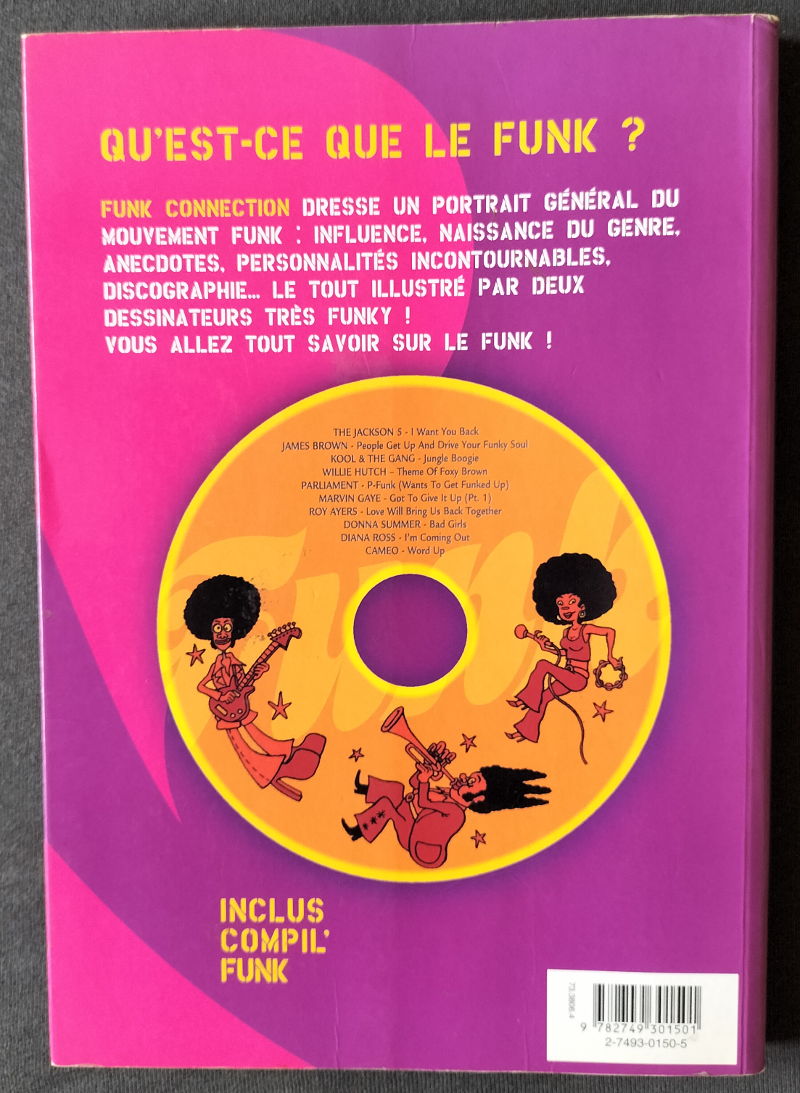 QU'EST-CE QUE LE FUNK ?
FUNK CONNECTION DRESSE UN PORTRAIT GÉNÉRAL DU
MOUVEMENT FUNK : INFLUENCE, NAISSANCE DU GENRE,
ANECDOTES, PERSONNALITÉS INCONTOURNABLES,
DISCOGRAPHIE... LE TOUT ILLUSTRÉ PAR DEUX
DESSINATEURS TRÈS FUNKY !
VOUS ALLEZ TOUT SAVOIR SUR LE FUNK !
THE JACKSON 5 - I Want You Back
JAMES BROWN - People Get Up And Drive Your Funky Soul
KOOL & THE GANG - Jungle Boogie
WILLIE HUTCH – Theme Of Foxy Brown
PARLIAMENT - P-Funk (Wants To Get Funked Up)
MARVIN GAYE - Got To Give It Up (Pt. 1)
ROY AYERS - Love Will Bring Us Back Together
DONNA SUMMER - Bad Girls
DIANA ROSS - I'm Coming Out
CAMEO - Word Up
Funk
INCLUS
COMPIL'
FUNK
73.3806.4
9 782749 301501
2-7493-0150-5